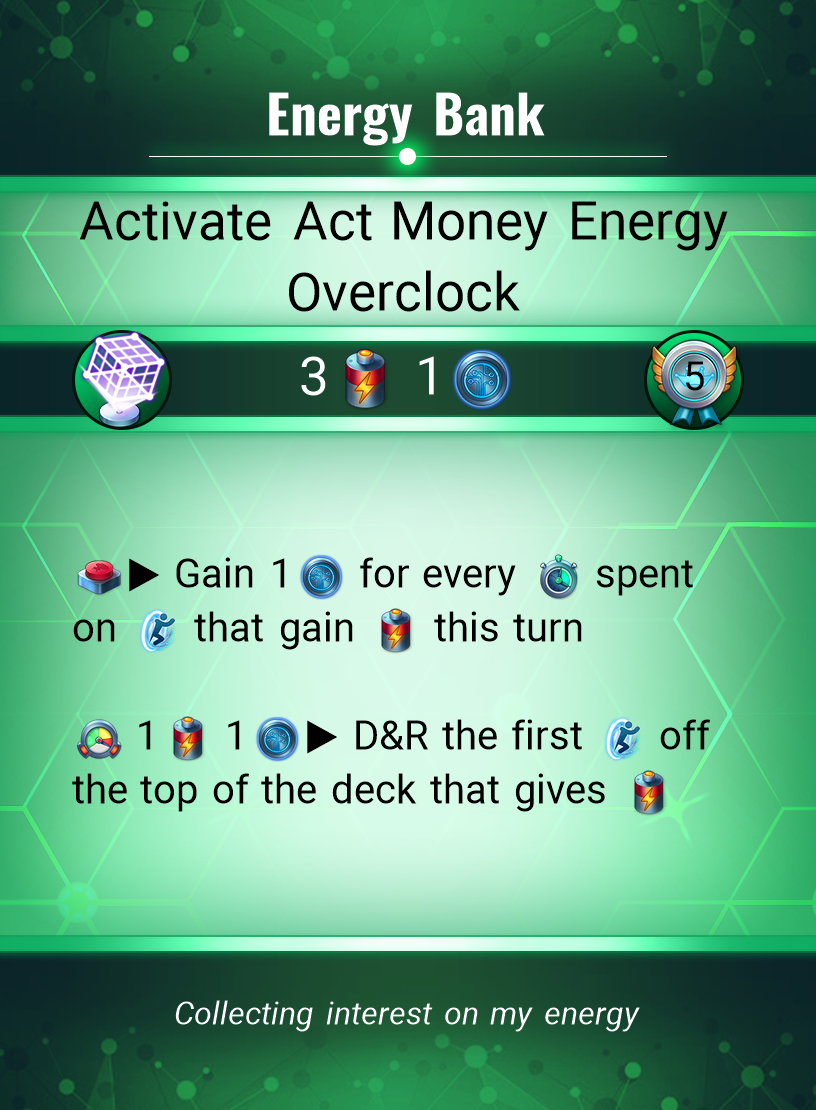 Energy Bank
Activate Act Money Energy
Overclock
3 1 5
▶ Gain 1 for every spent
on that gain this turn
1 1 ▶ D&R the first off
the top of the deck that gives
Collecting interest on my energy